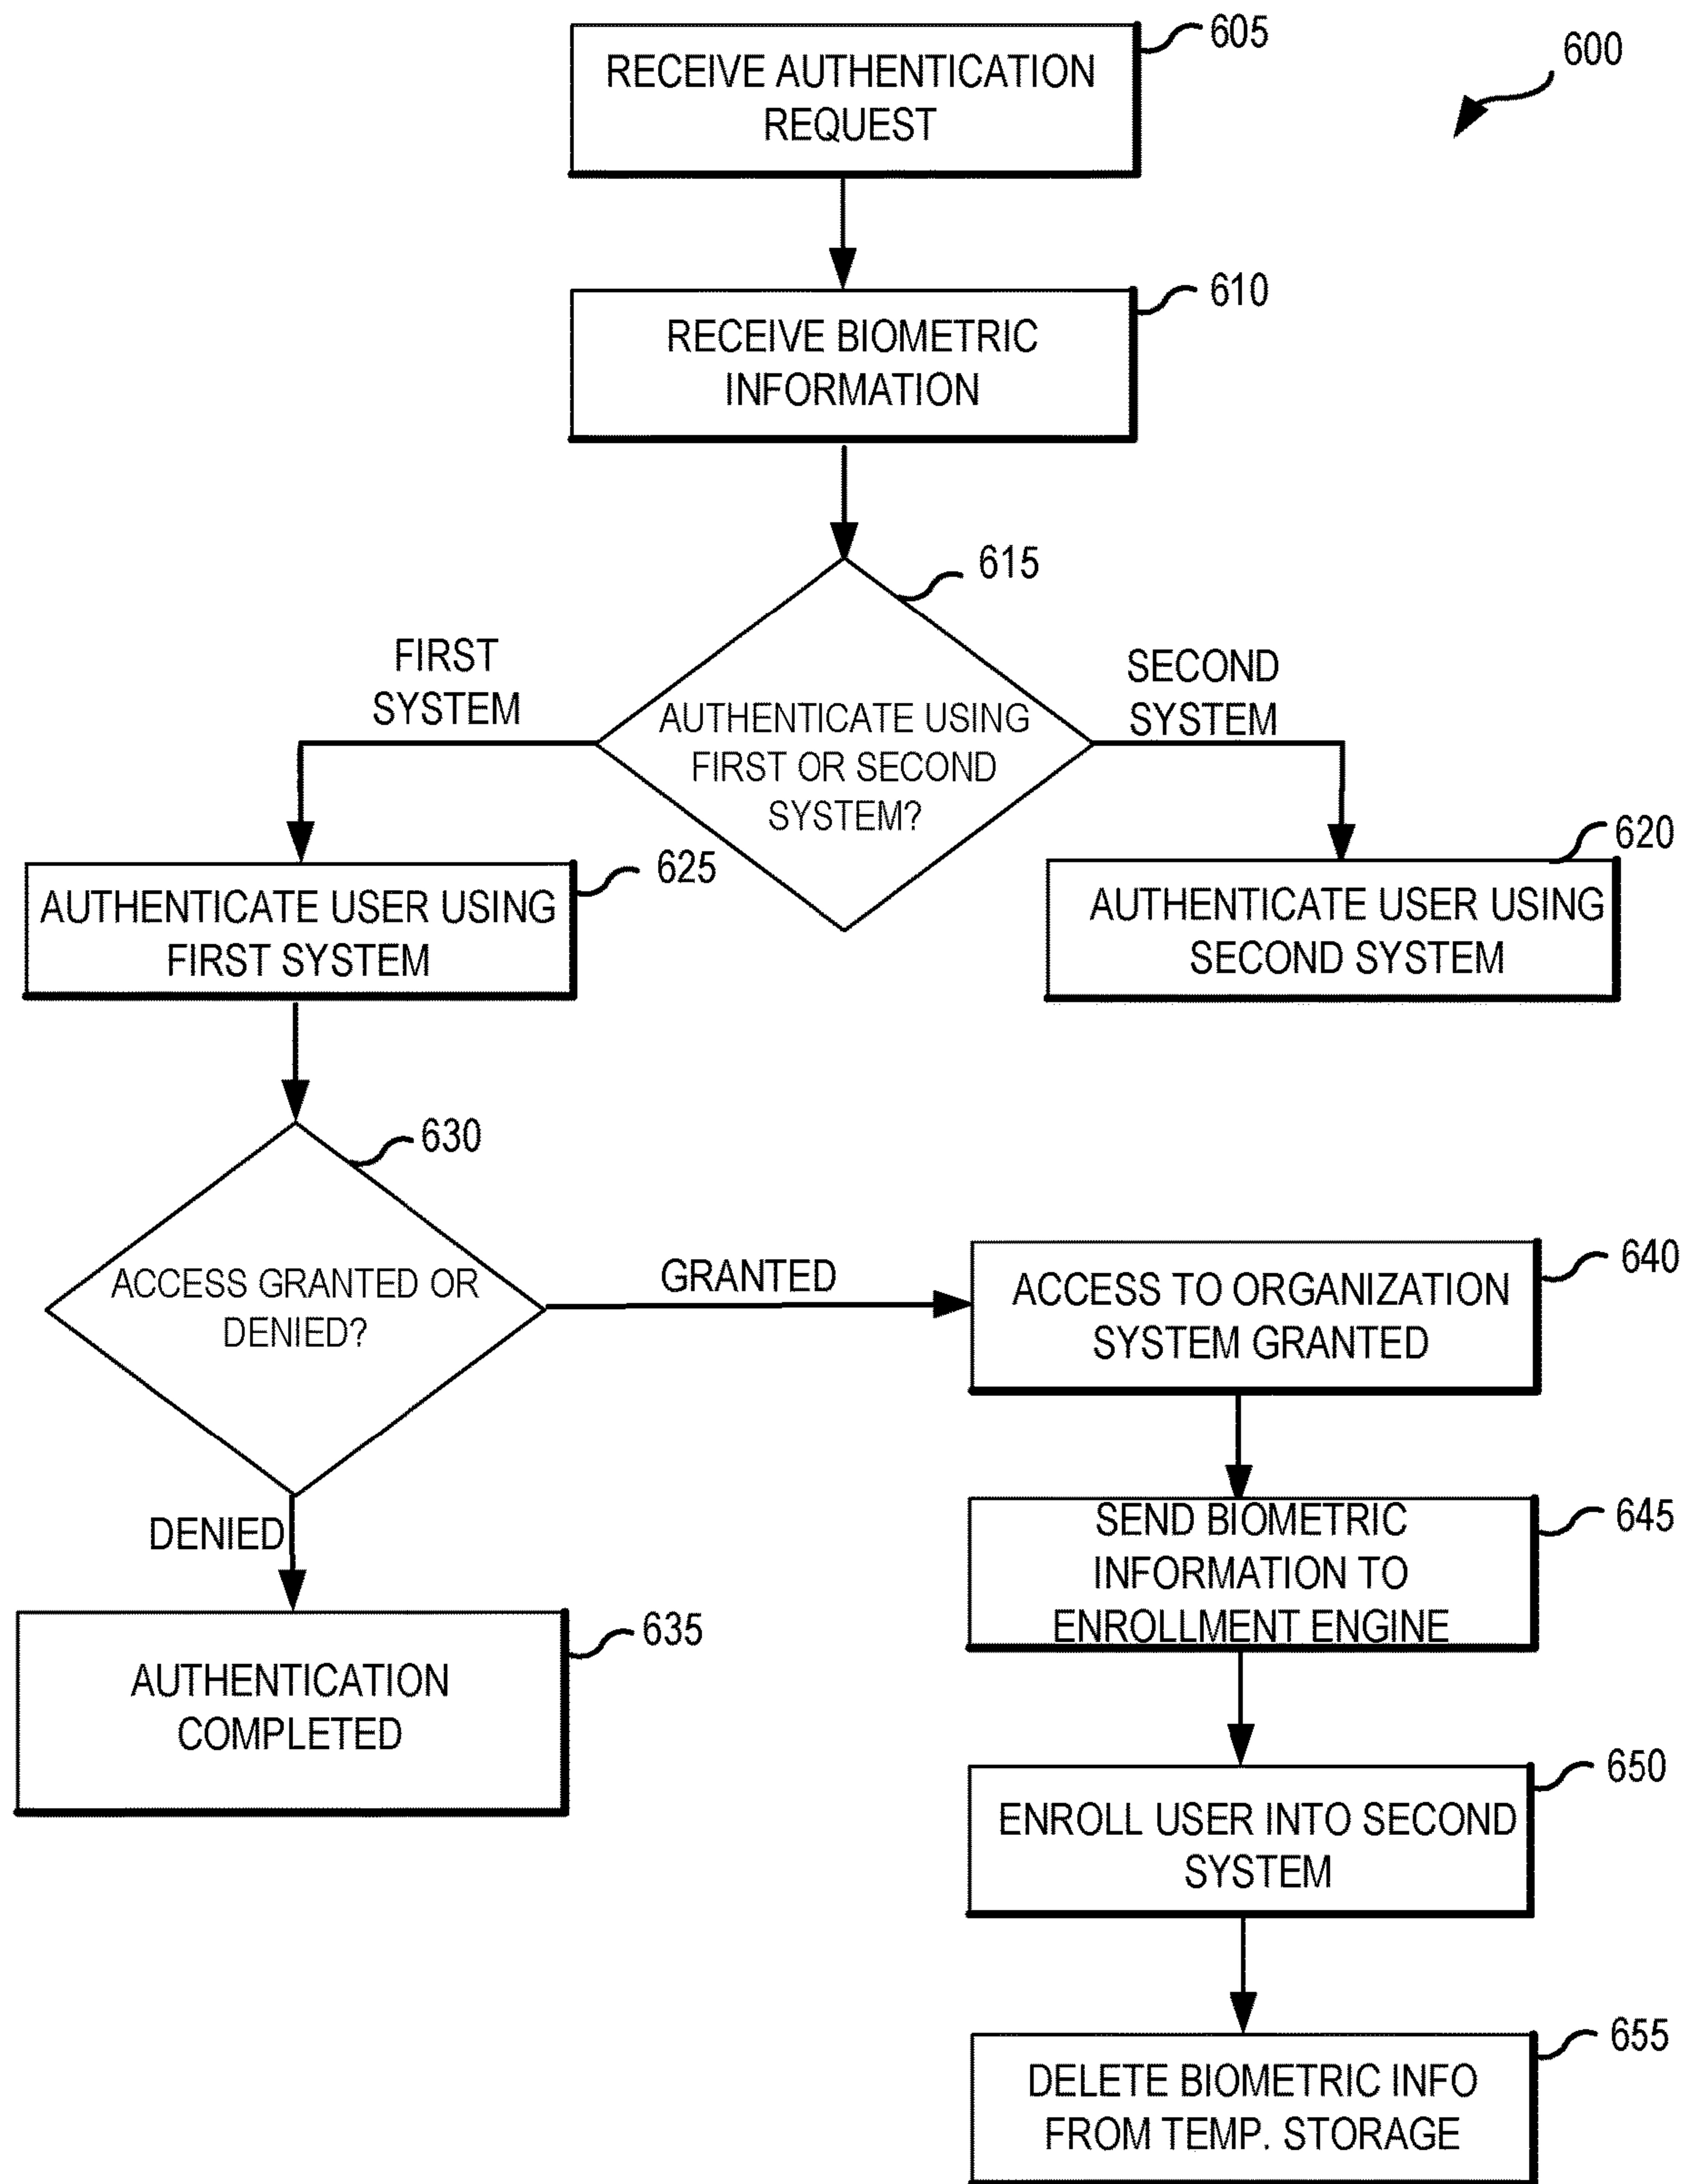 605
600
RECEIVE AUTHENTICATION
REQUEST
610
RECEIVE BIOMETRIC
INFORMATION
615
FIRST
SYSTEM
SECOND
SYSTEM
AUTHENTICATE USING
FIRST OR SECOND
SYSTEM?
625
620
AUTHENTICATE USER USING
FIRST SYSTEM
AUTHENTICATE USER USING
SECOND SYSTEM
630
ACCESS GRANTED OR
DENIED?
GRANTED
640
ACCESS TO ORGANIZATION
SYSTEM GRANTED
DENIED
645
SEND BIOMETRIC
INFORMATION TO
ENROLLMENT ENGINE
635
AUTHENTICATION
COMPLETED
650
ENROLL USER INTO SECOND
SYSTEM
655
DELETE BIOMETRIC INFO
FROM TEMP. STORAGE